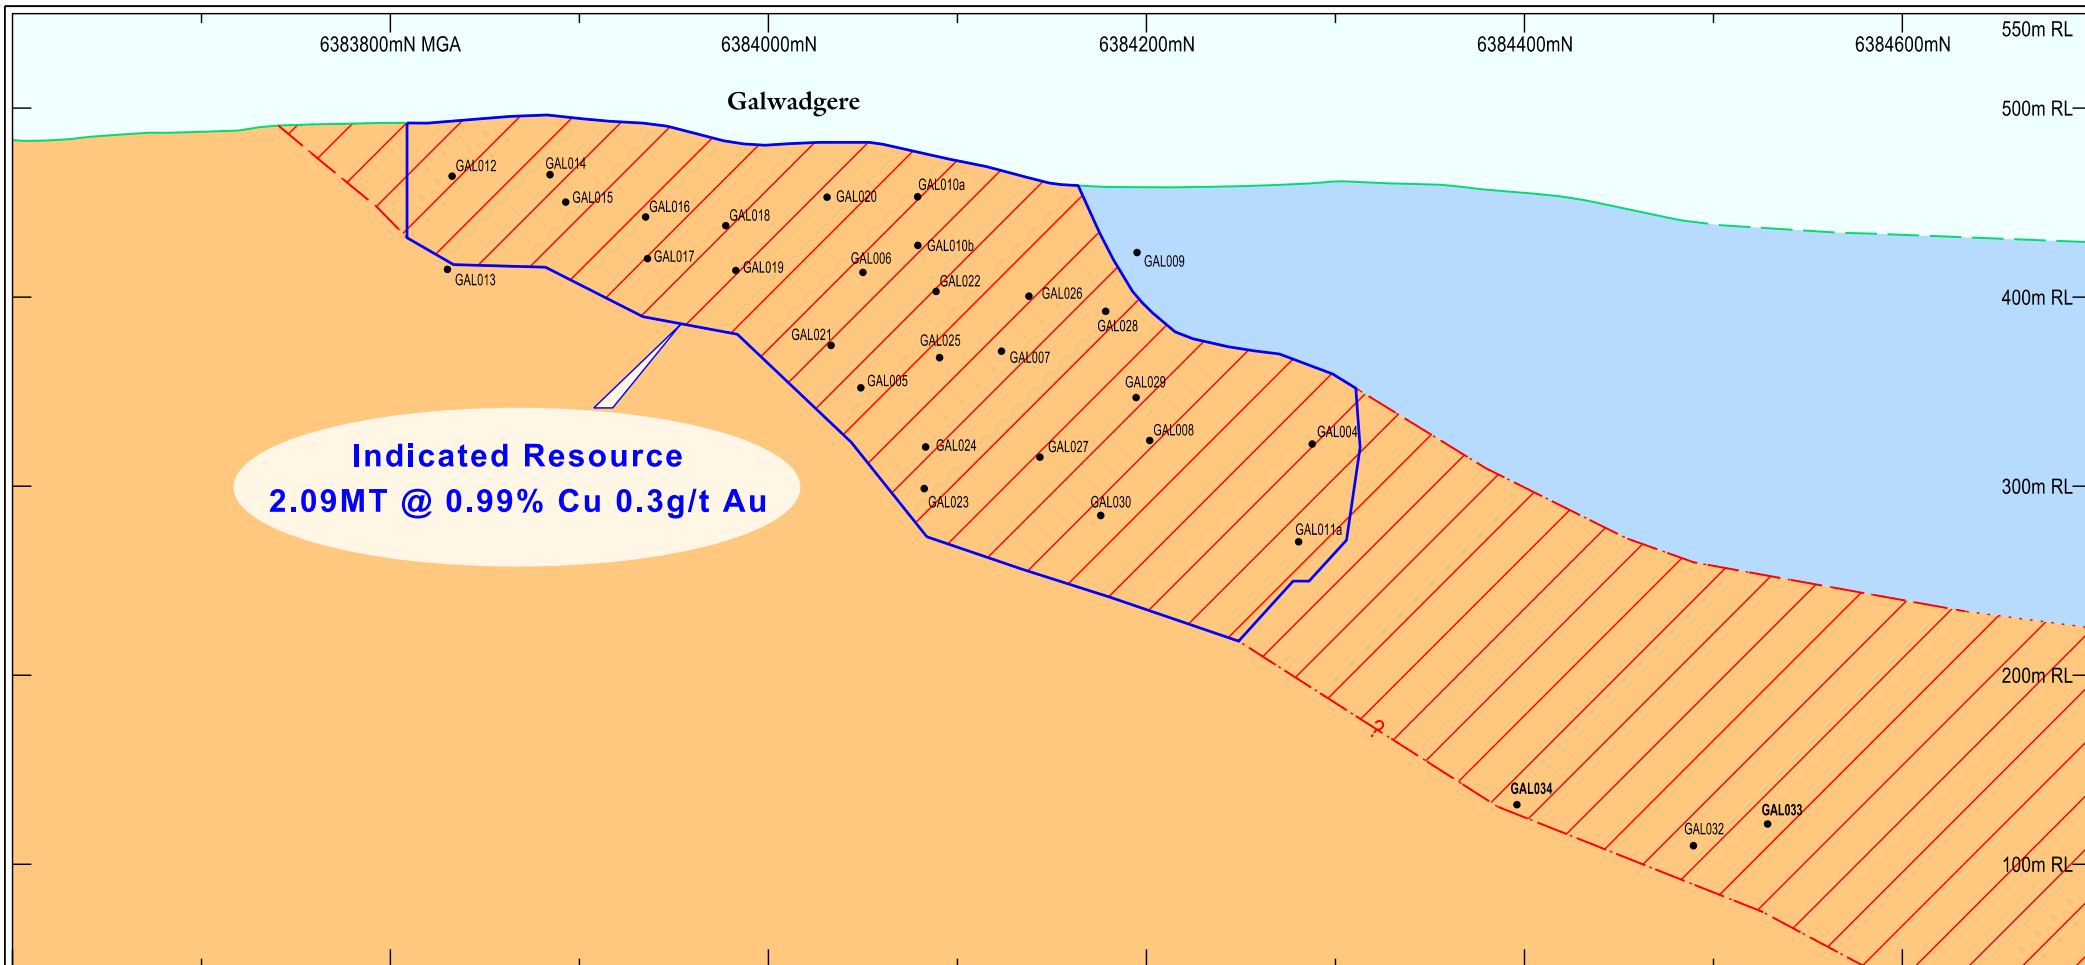 550m RL
6383800mN MGA
6384000mN
6384200mN
6384400mN
6384600mN
Galwadgere
500m RL
GAL012
GAL014
GAL015
GAL016
GAL018
GAL020
GAL010a
GAL010b
GAL009
GAL013
GAL017
GAL019
GAL006
GAL022
GAL026
400m RL
GAL028
GAL021
GAL025
GAL007
GAL005
GAL029
GAL004
GAL008
GAL024
GAL027
Indicated Resource
2.09MT @ 0.99% Cu 0.3g/t Au
300m RL
GAL023
GAL030
GAL011a
200m RL
?
GAL034
GAL033
GAL032
100m RL